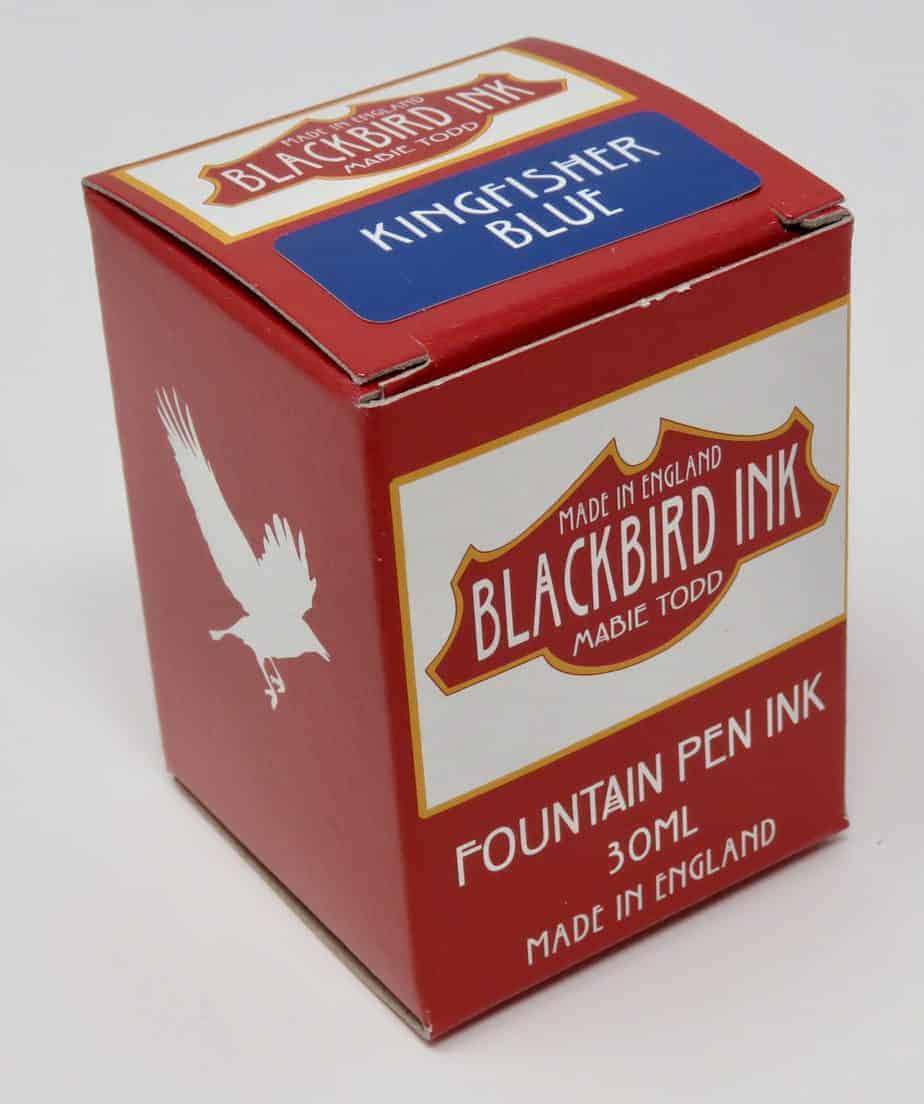 MADE IN ENGLAND
BLACKBIRD INK
MABIE TODD
KINGFISHER
BLUE
MADE IN ENGLAND
BLACKBIRD INK
MABIE TODD
FOUNTAIN PEN INK
30ML
MADE IN ENGLAND